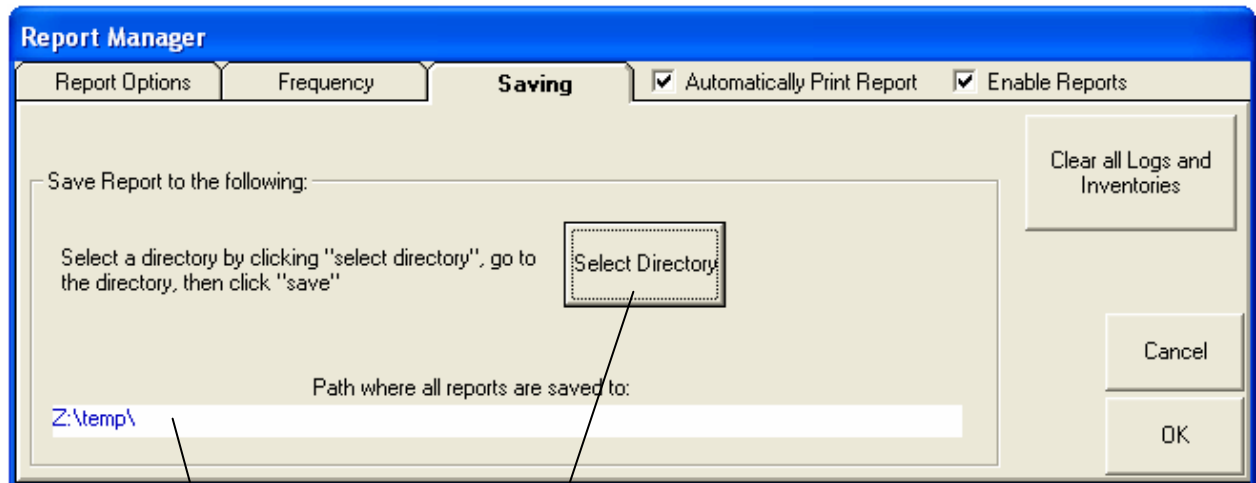 Report Manager
Report Options
Frequency
Saving
Automatically Print Report
Enable Reports
Clear all Logs and
Inventories
Save Report to the following:
Select a directory by clicking "select directory", go to
the directory, then click "save"
Select Directory
Cancel
Path where all reports are saved to:
Z:\temp\
OK